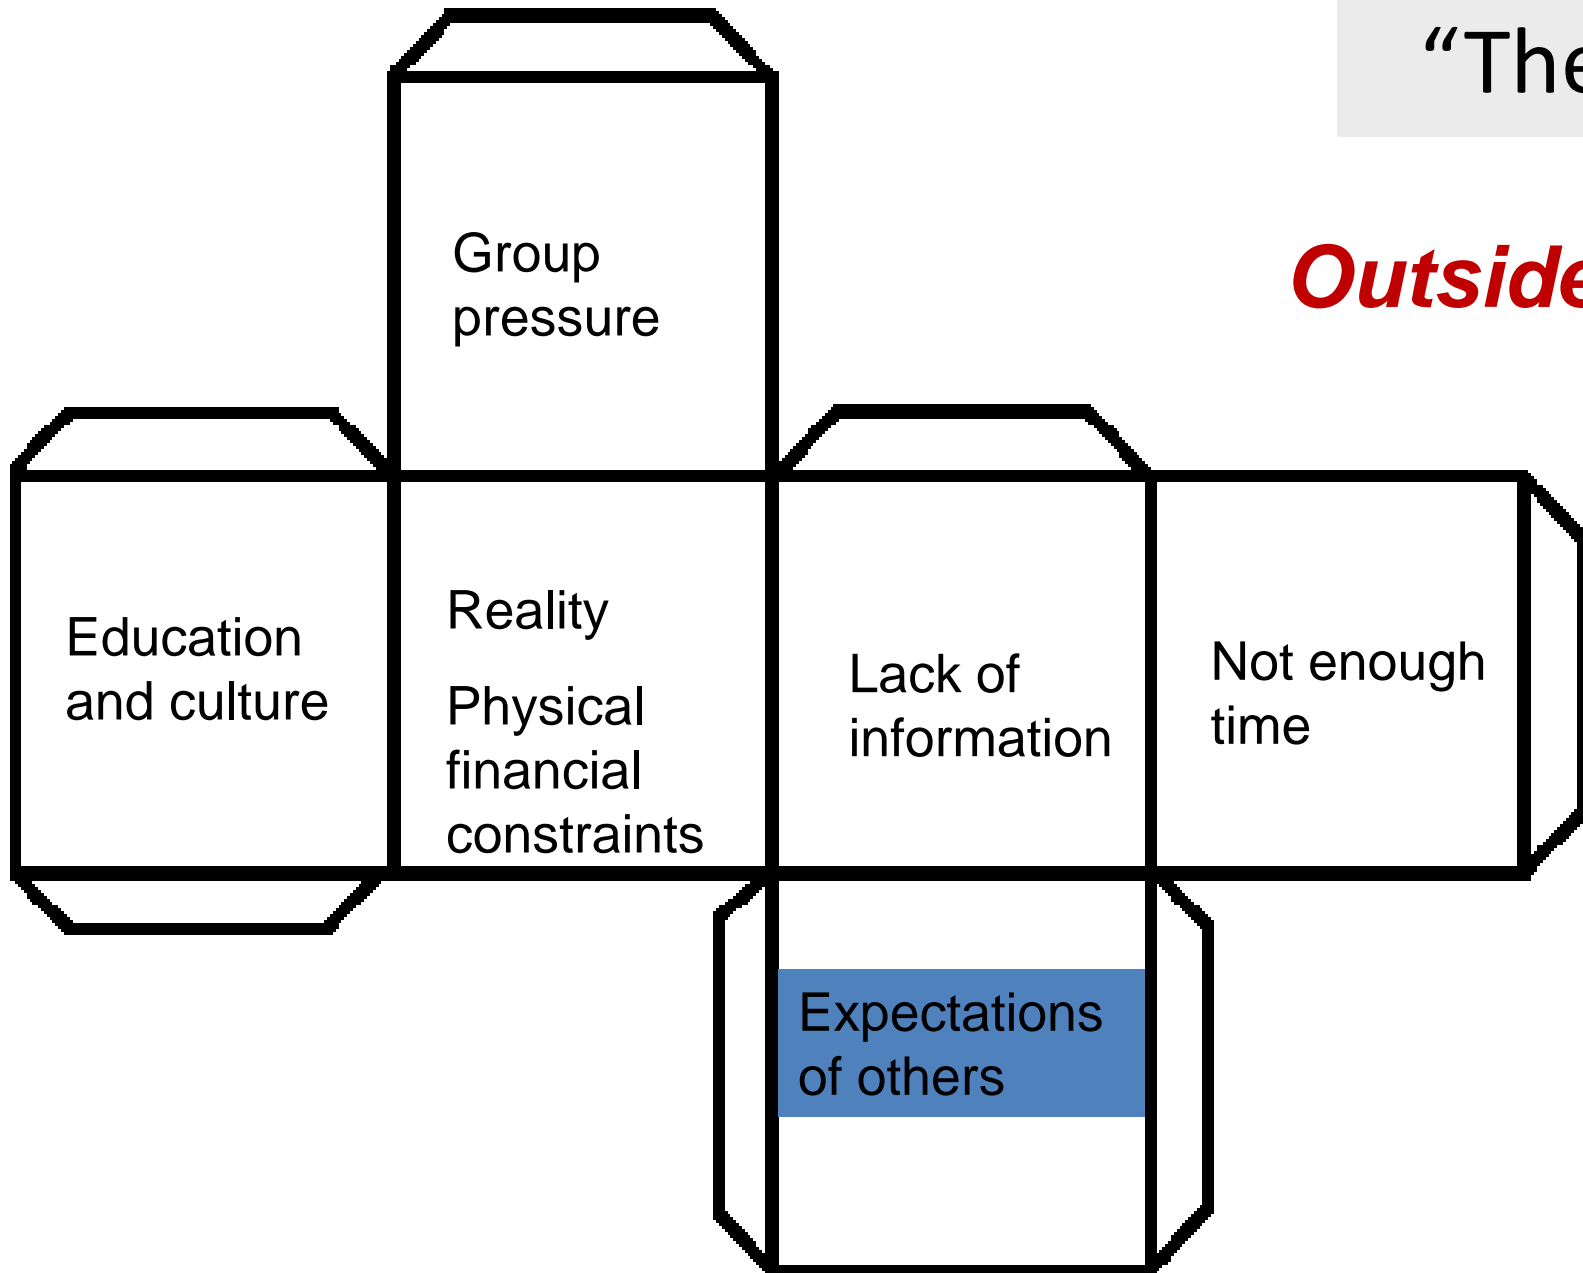 “The
Outside
Group
pressure
Education
and culture
Reality
Physical
financial
constraints
Lack of
information
Not enough
time
Expectations
of others